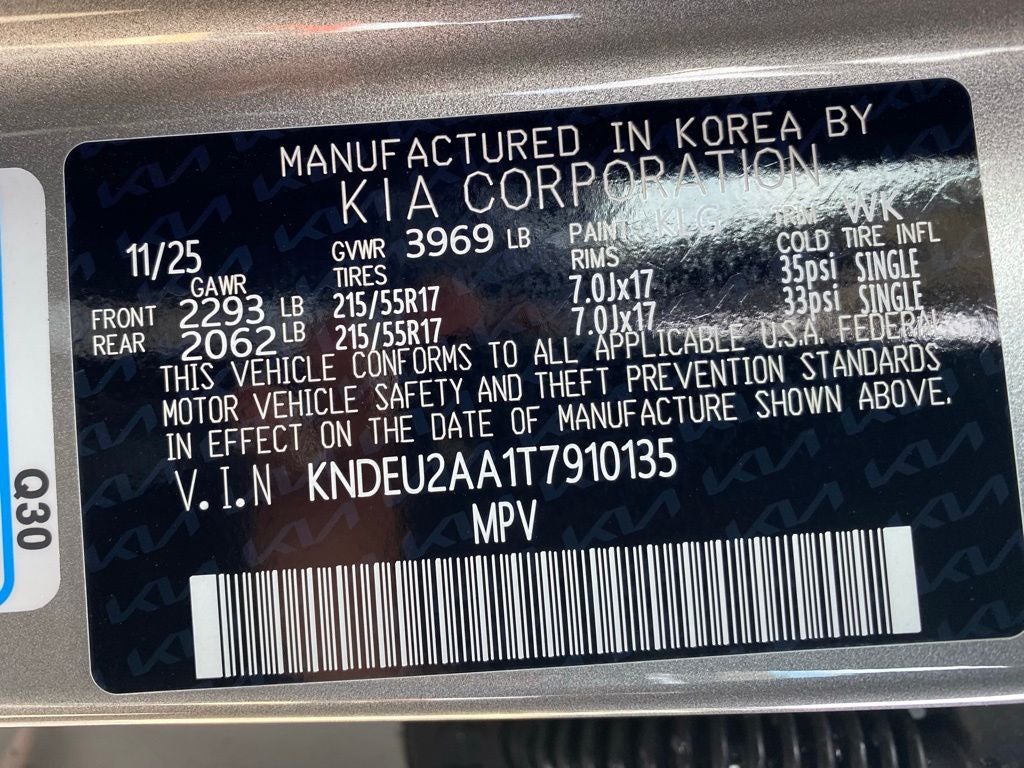 MANUFACTURED IN KOREA BY
KIA CORPORATION
11/25 GVWR 3969 LB PAINT KLG TRIM WK
GAWR TIRES RIMS COLD TIRE INFL
FRONT 2293 LB 215/55R17 7.0Jx17 35psi SINGLE
REAR 2062 LB 215/55R17 7.0Jx17 33psi SINGLE
THIS VEHICLE CONFORMS TO ALL APPLICABLE U.S.A. FEDERAL
MOTOR VEHICLE SAFETY AND THEFT PREVENTION STANDARDS
IN EFFECT ON THE DATE OF MANUFACTURE SHOWN ABOVE.
V.I.N KNDEU2AA1T7910135
MPV
Q30